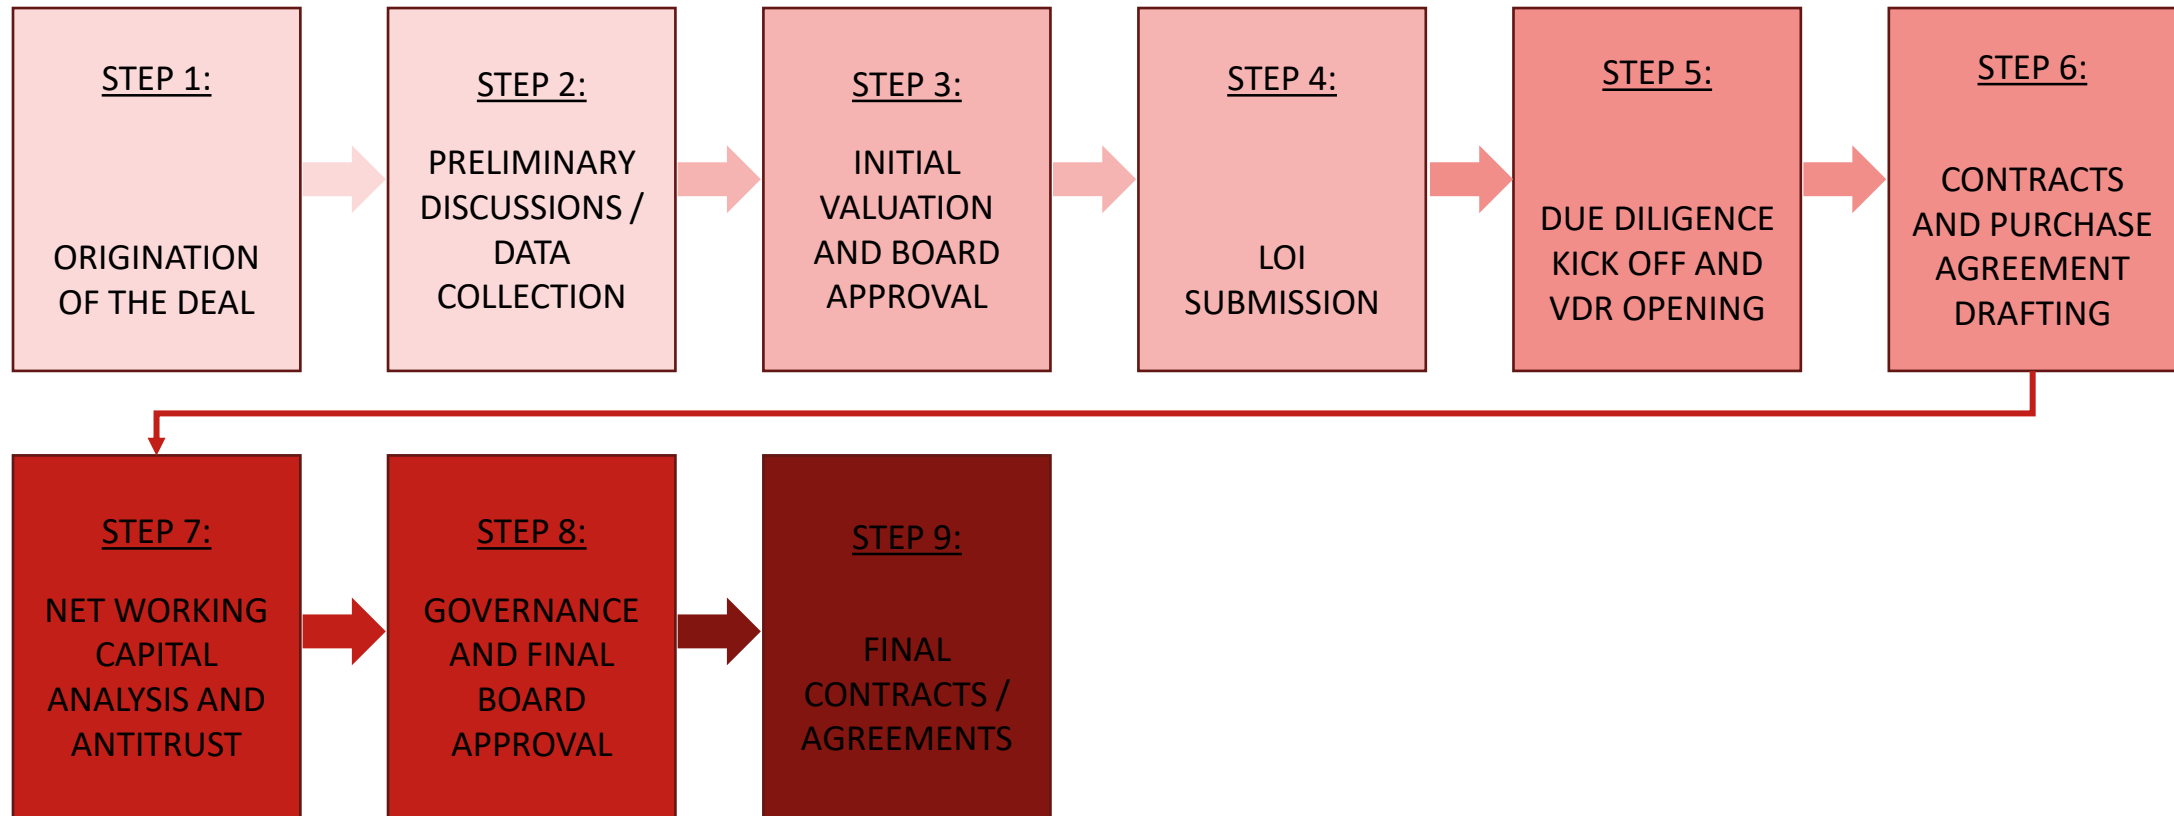 STEP 1:
ORIGINATION
OF THE DEAL
STEP 2:
PRELIMINARY
DISCUSSIONS /
DATA
COLLECTION
STEP 3:
INITIAL
VALUATION
AND BOARD
APPROVAL
STEP 4:
LOI
SUBMISSION
STEP 5:
DUE DILIGENCE
KICK OFF AND
VDR OPENING
STEP 6:
CONTRACTS
AND PURCHASE
AGREEMENT
DRAFTING
STEP 7:
NET WORKING
CAPITAL
ANALYSIS AND
ANTITRUST
STEP 8:
GOVERNANCE
AND FINAL
BOARD
APPROVAL
STEP 9:
FINAL
CONTRACTS /
AGREEMENTS